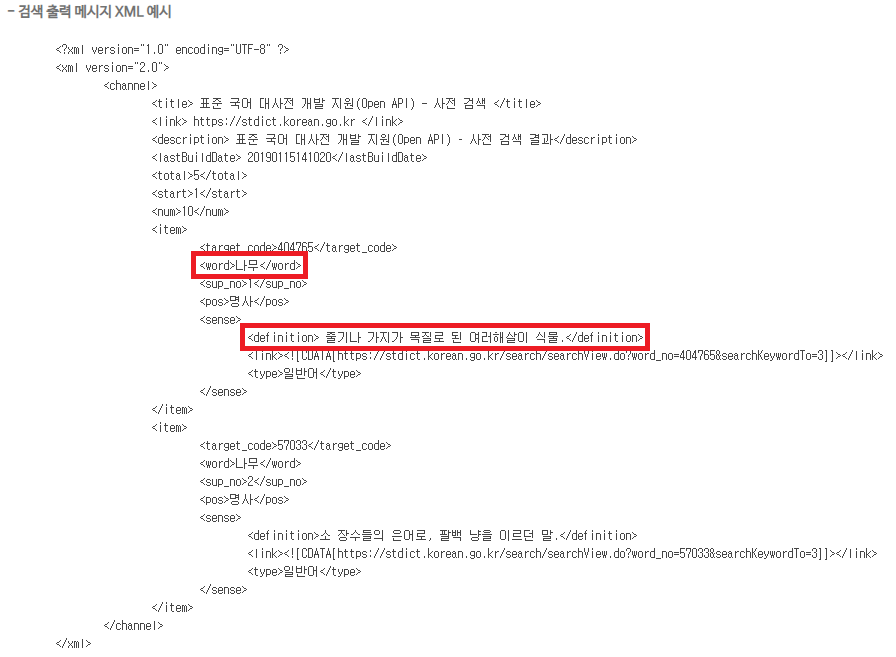 - 검색 출력 메시지 XML 예시
<?xml version="1.0" encoding="UTF-8" ?>
<xml version="2.0">
<channel>
<title> 표준 국어 대사전 개발 지원(Open API) - 사전 검색 </title>
<link> https://stdict.korean.go.kr </link>
<description> 표준 국어 대사전 개발 지원(Open API) - 사전 검색 결과</description>
<lastBuildDate> 20190115141020</lastBuildDate>
<total>5</total>
<start>1</start>
<num>10</num>
<item>
<target_code>404765</target_code>
<word>나무</word>
<sup_no>1</sup_no>
<pos>명사</pos>
<sense>
<definition> 줄기나 가지가 목질로 된 여러해살이 식물.</definition>
<link><![CDATA[https://stdict.korean.go.kr/search/searchView.do?word_no=404765&searchKeywordTo=3]]></link>
<type>일반어</type>
</sense>
</item>
<item>
<target_code>57033</target_code>
<word>나무</word>
<sup_no>2</sup_no>
<pos>명사</pos>
<sense>
<definition>소 장수들의 은어로, 팔백 냥을 이르던 말.</definition>
<link><![CDATA[https://stdict.korean.go.kr/search/searchView.do?word_no=57033&searchKeywordTo=3]]></link>
<type>일반어</type>
</sense>
</item>
</channel>
</xml>